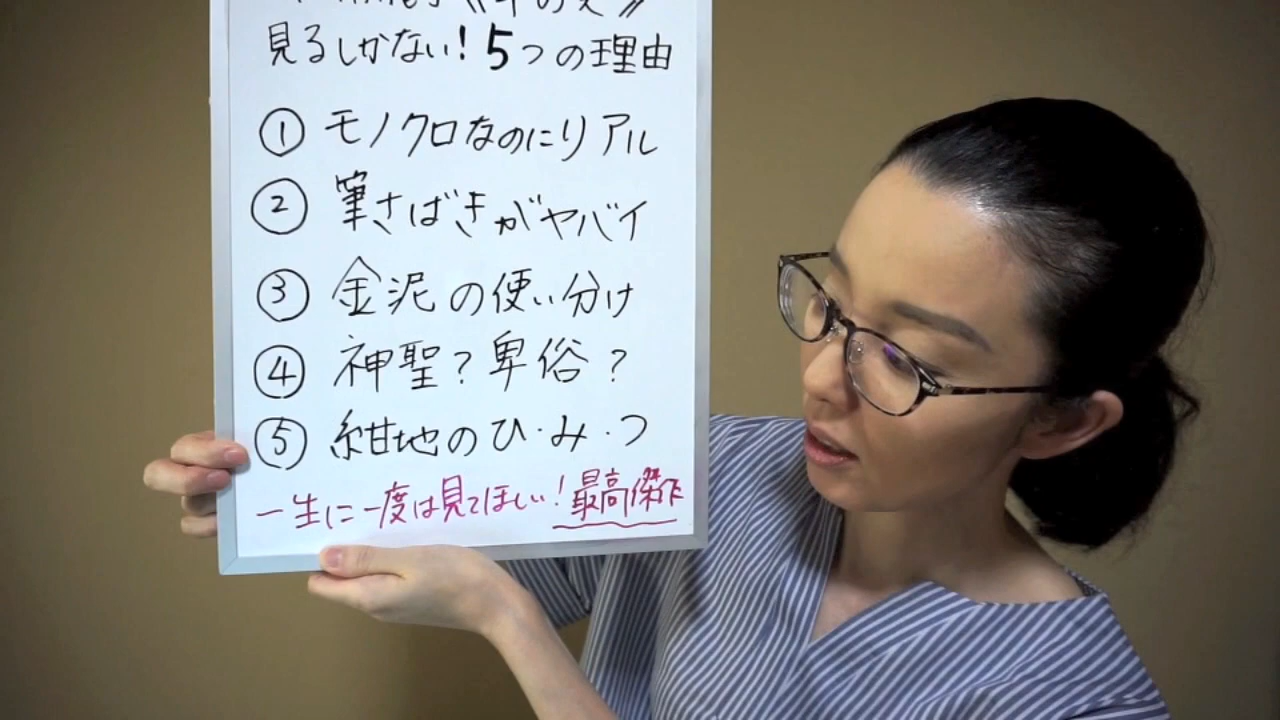 見るしかない！5つの理由
① モノクロなのにリアル
② 筆さばきがヤバイ
③ 金泥の使い分け
④ 神聖？卑俗？
⑤ 紺地のひ・み・つ
一生に一度は見てほしい！最高傑作